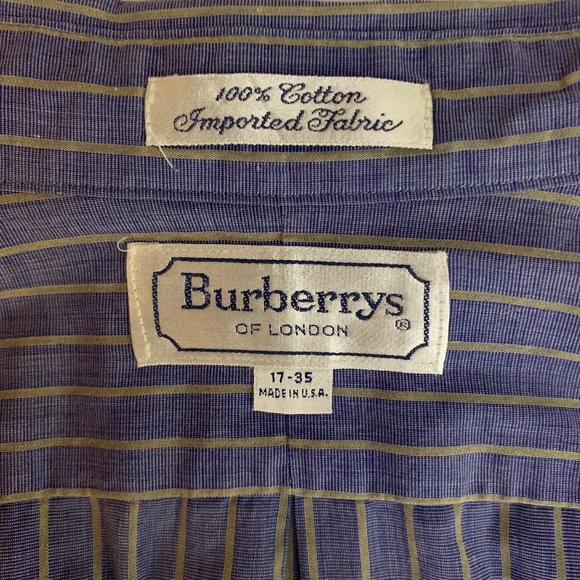 100% Cotton
Imported Fabric
Burberrys
OF LONDON
®
17-35
MADE IN U.S.A.